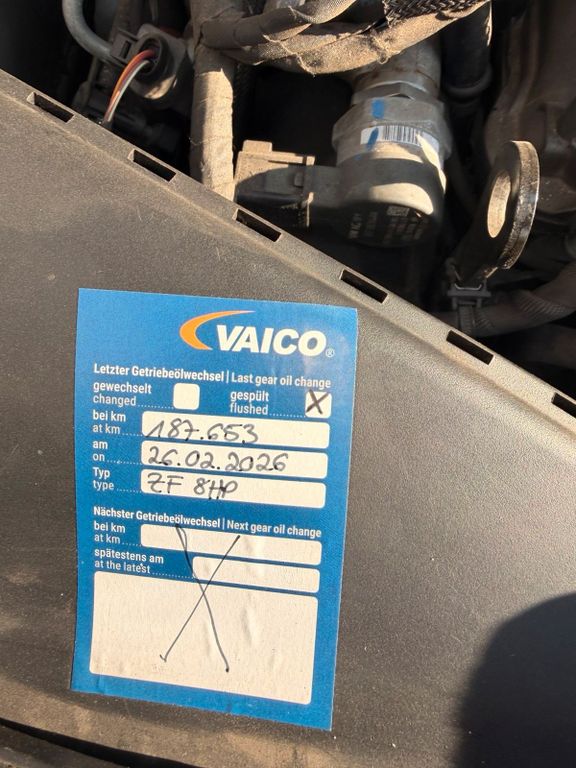 VAICO®
Letzter Getriebeölwechsel | Last gear oil change
gewechselt changed X gespült flushed
bei km at km 187.653
am on 26.02.2026
Typ type ZF 8HP
Nächster Getriebeölwechsel | Next gear oil change
bei km at km
spätestens am at the latest